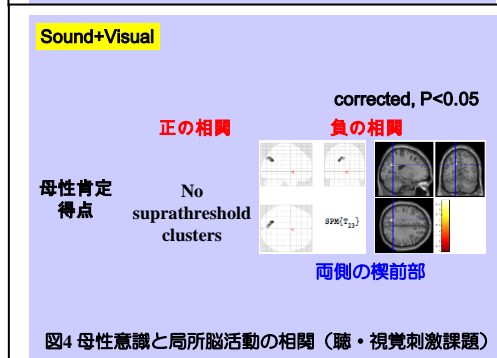 Sound+Visual
corrected, P<0.05
正の相関
負の相関
母性肯定
得点
No
suprathreshold
clusters
SPM{T23}
両側の楔前部
図4 母性意識と局所脳活動の相関（聴・視覚刺激課題）